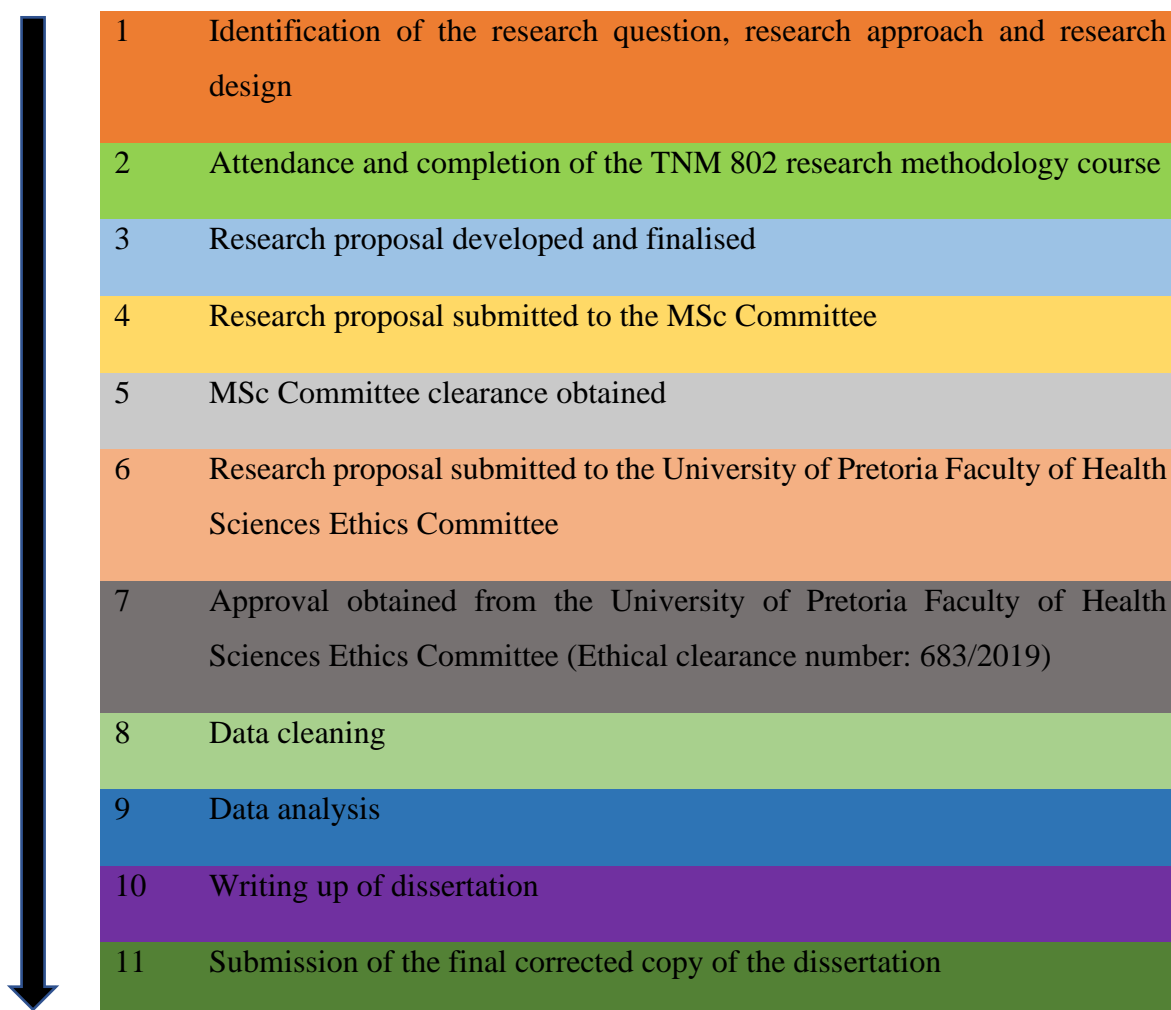 1 Identification of the research question, research approach and research
design
2 Attendance and completion of the TNM 802 research methodology course
3 Research proposal developed and finalised
4 Research proposal submitted to the MSc Committee
5 MSc Committee clearance obtained
6 Research proposal submitted to the University of Pretoria Faculty of Health
Sciences Ethics Committee
7 Approval obtained from the University of Pretoria Faculty of Health
Sciences Ethics Committee (Ethical clearance number: 683/2019)
8 Data cleaning
9 Data analysis
10 Writing up of dissertation
11 Submission of the final corrected copy of the dissertation